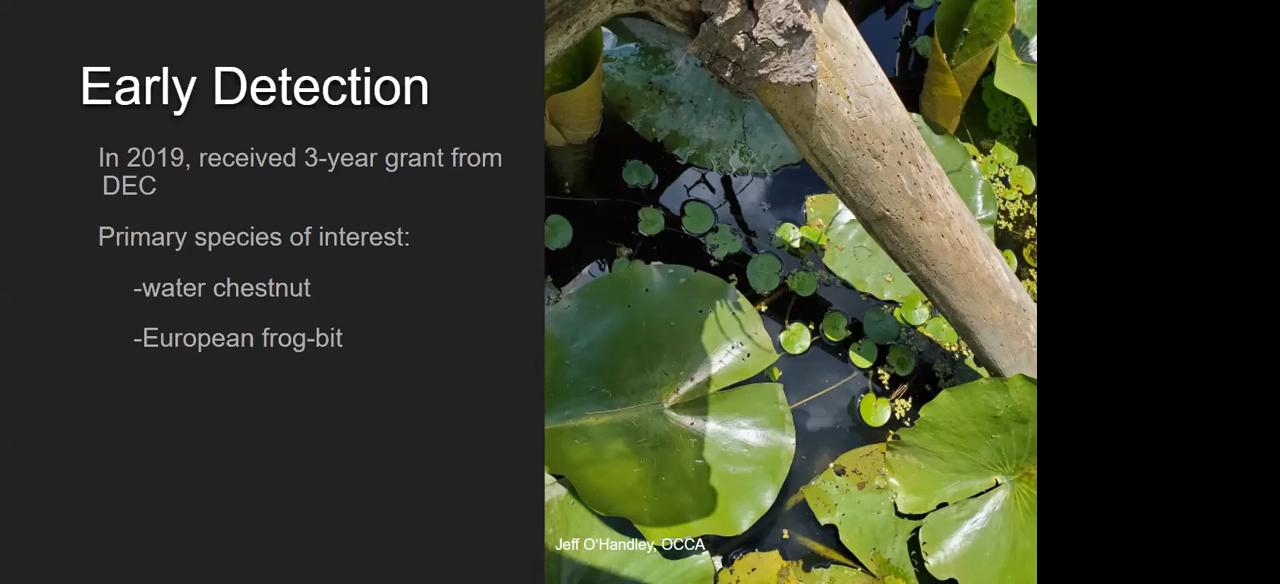 Early Detection
In 2019, received 3-year grant from
DEC
Primary species of interest:
-water chestnut
-European frog-bit
Jeff O'Handley, OCCA